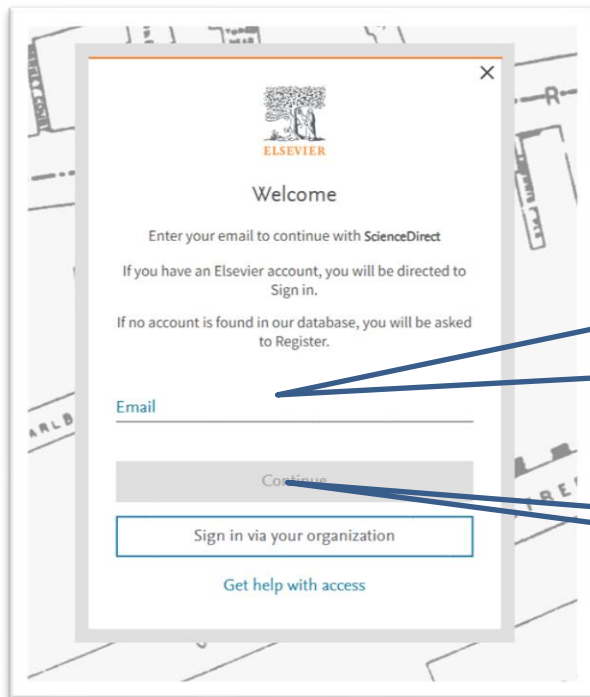 ELSEVIER
Welcome
Enter your email to continue with ScienceDirect
If you have an Elsevier account, you will be directed to
Sign in.
If no account is found in our database, you will be asked
to Register.
Email
Continue
Sign in via your organization
Get help with access
R
ARLB
TREE